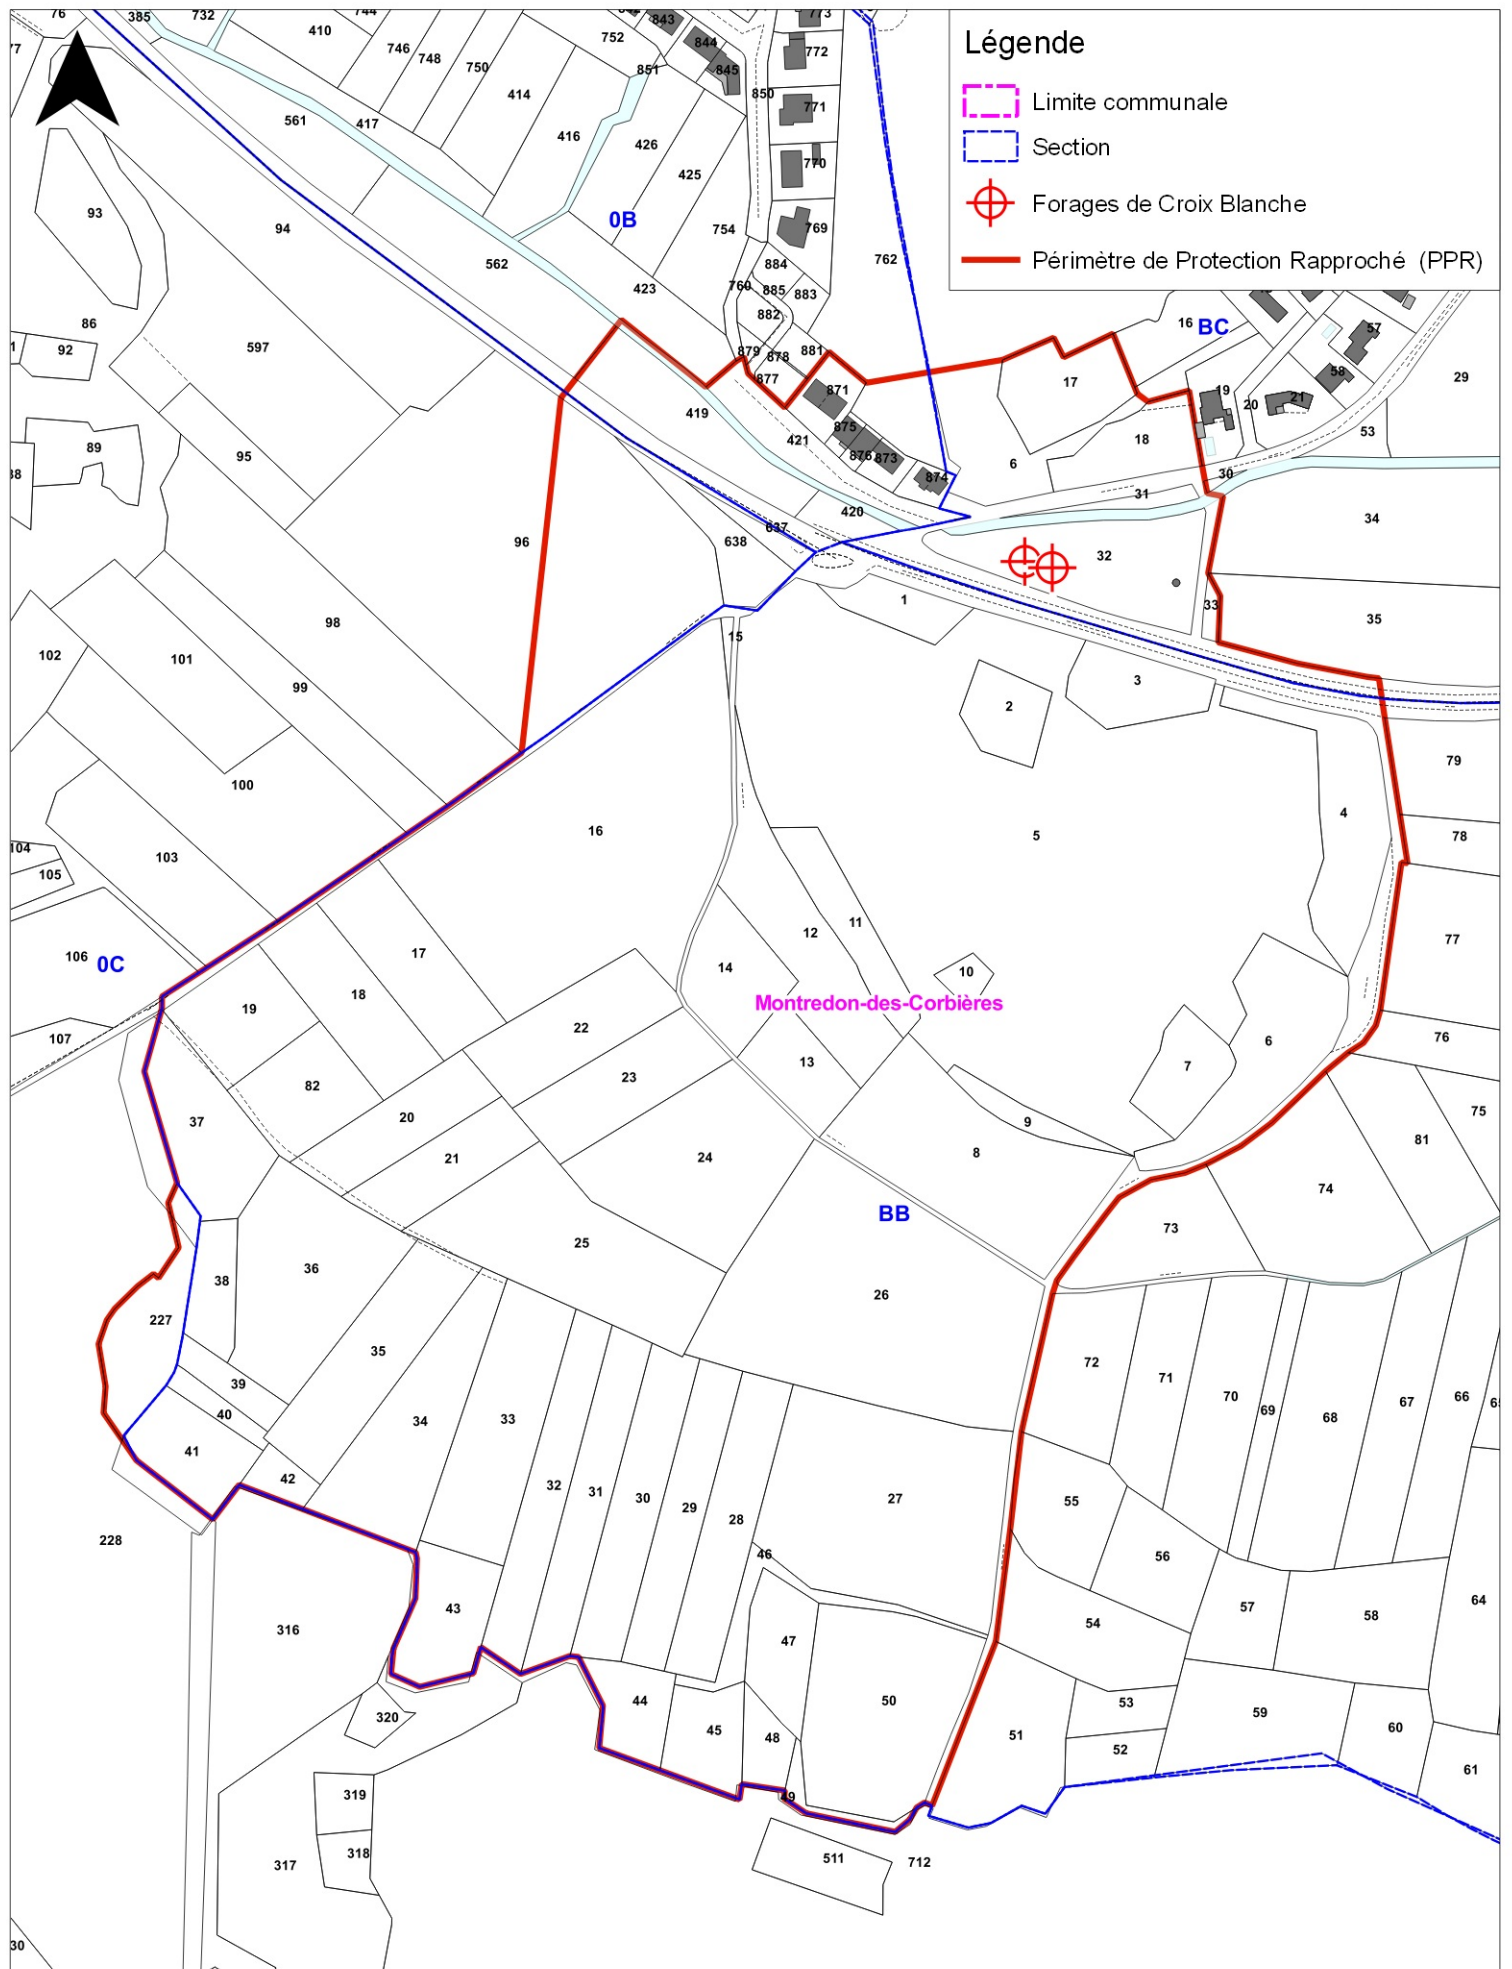 Légende
Limite communale
Section
Forages de Croix Blanche
Périmètre de Protection Rapproché (PPR)
76 385 732 744 843 773
77 410 746 748 750 752 844 845 772
851 850 771
414 561 417 416 426 425 770
93 94 0B 754 769 762
562 423 884 760 885 883 882
86 92 597 879 878 881 877 16 BC 57
58 29
17 19 20 21
871 419 421 875 876 873 874
89 95 88 18 53
6 31 30
96 637 638 420 32 34
98 1 33 35
102 101 99 15
2 3
100 79
16 5 4 78
104 105 103
106 0C 17 12 11 77
14 10
19 18 22 Montredon-des-Corbières
107 82 23 13 7 6 76
37 20 21 24 9 8 81 75
74
BB 73
36 25
38 26
227 35 72 71 70 69 68 67 66 65
39 40 41 34 33
42 32 31 30 29 28 27 55
228 46 56
316 43 47 54 57 58 64
44 45 48 50 51 53 52 59 60 61
320
319 49
317 318 511 712
30